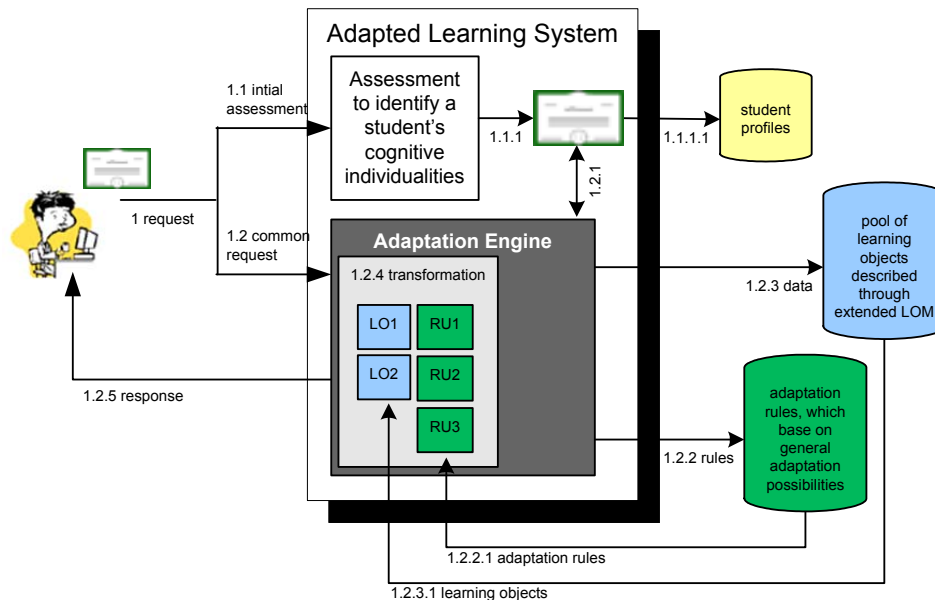 Adapted Learning System
1.1 intial
assessment
Assessment
to identify a
student's
cognitive
individualities
1.1.1
1.1.1.1
student
profiles
1 request
1.2.1
1.2 common
request
Adaptation Engine
1.2.4 transformation
LO1
RU1
LO2
RU2
RU3
pool of
learning
objects
described
through
extended LOM
1.2.3 data
1.2.5 response
adaptation
rules, which
base on
general
adaptation
possibilities
1.2.2 rules
1.2.2.1 adaptation rules
1.2.3.1 learning objects